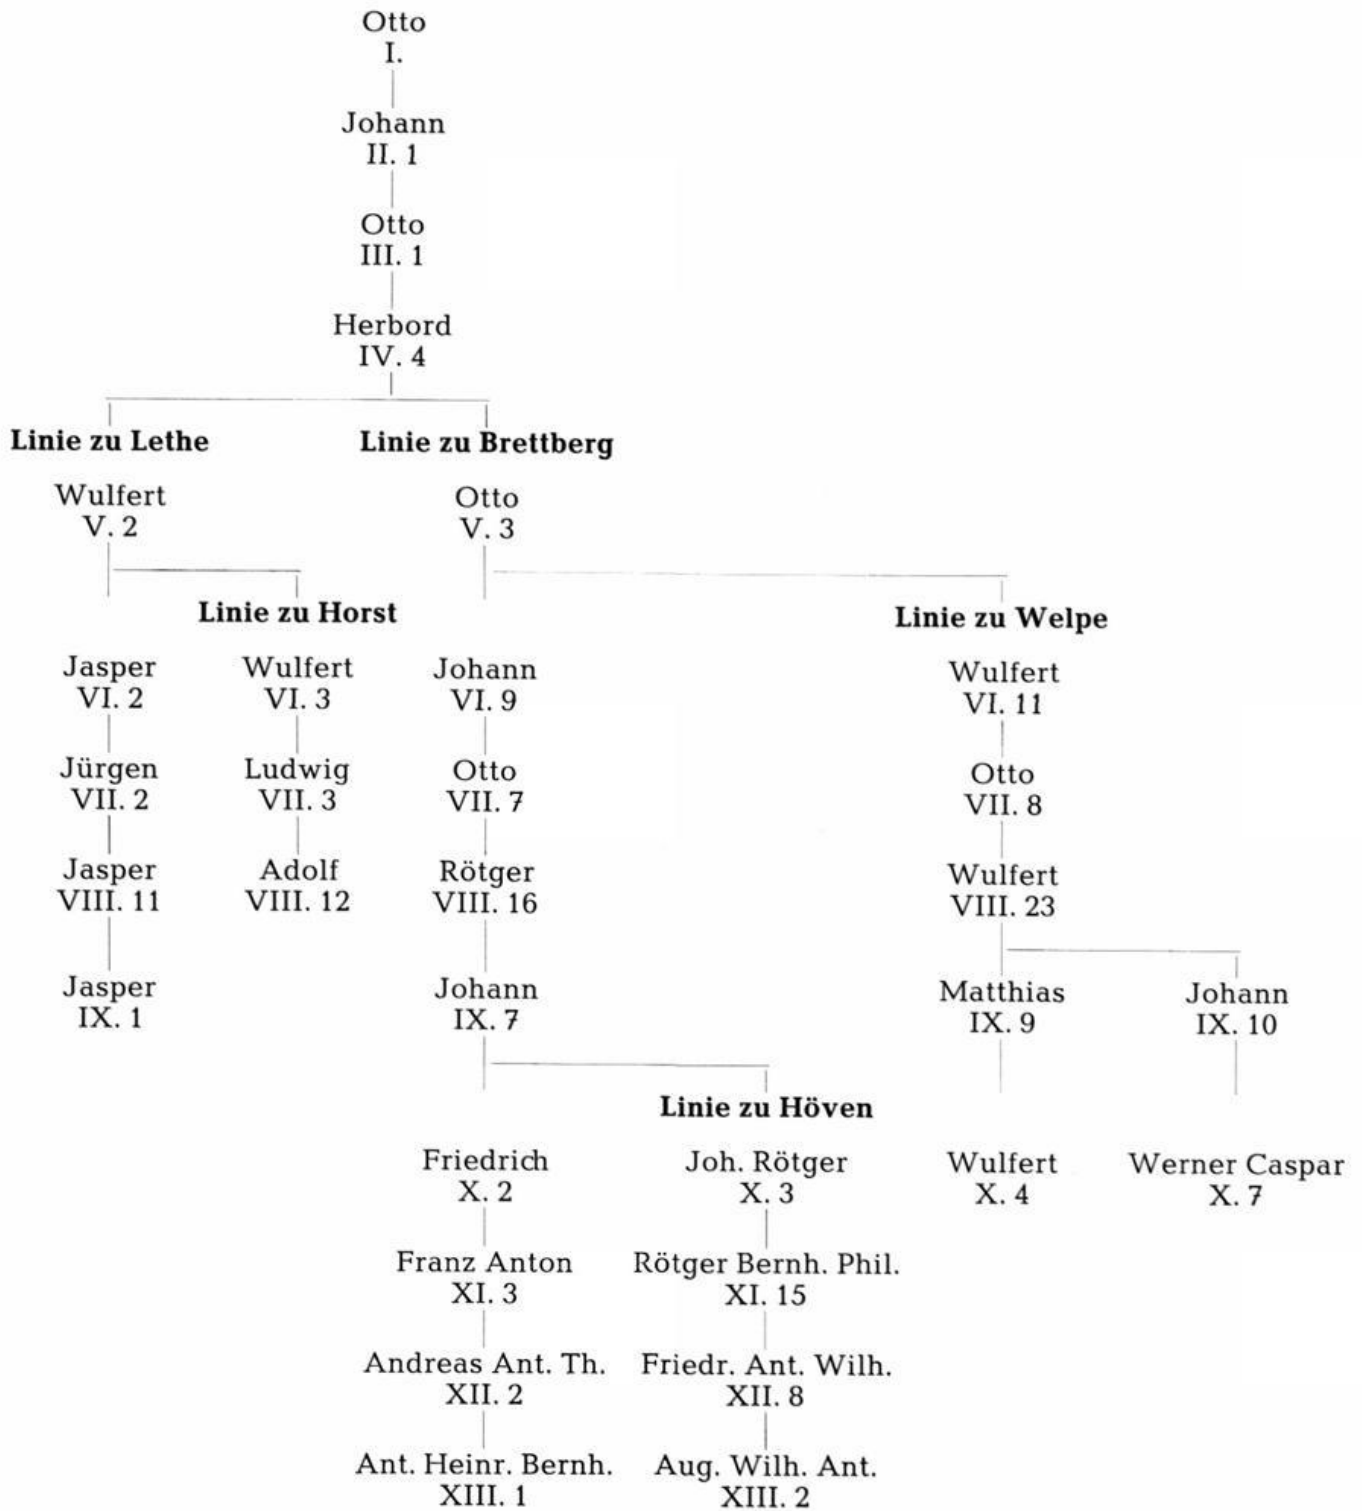 Otto
I.
Johann
II. 1
Otto
III. 1
Herbord
IV. 4
Linie zu Lethe Linie zu Brettberg
Wulfert Otto
V. 2 V. 3
Linie zu Horst Linie zu Welpe
Jasper Wulfert Johann Wulfert
VI. 2 VI. 3 VI. 9 VI. 11
Jürgen Ludwig Otto Otto
VII. 2 VII. 3 VII. 7 VII. 8
Jasper Adolf Rötger Wulfert
VIII. 11 VIII. 12 VIII. 16 VIII. 23
Jasper Johann Matthias Johann
IX. 1 IX. 7 IX. 9 IX. 10
Linie zu Höven
Friedrich Joh. Rötger Wulfert Werner Caspar
X. 2 X. 3 X. 4 X. 7
Franz Anton Rötger Bernh. Phil.
XI. 3 XI. 15
Andreas Ant. Th. Friedr. Ant. Wilh.
XII. 2 XII. 8
Ant. Heinr. Bernh. Aug. Wilh. Ant.
XIII. 1 XIII. 2